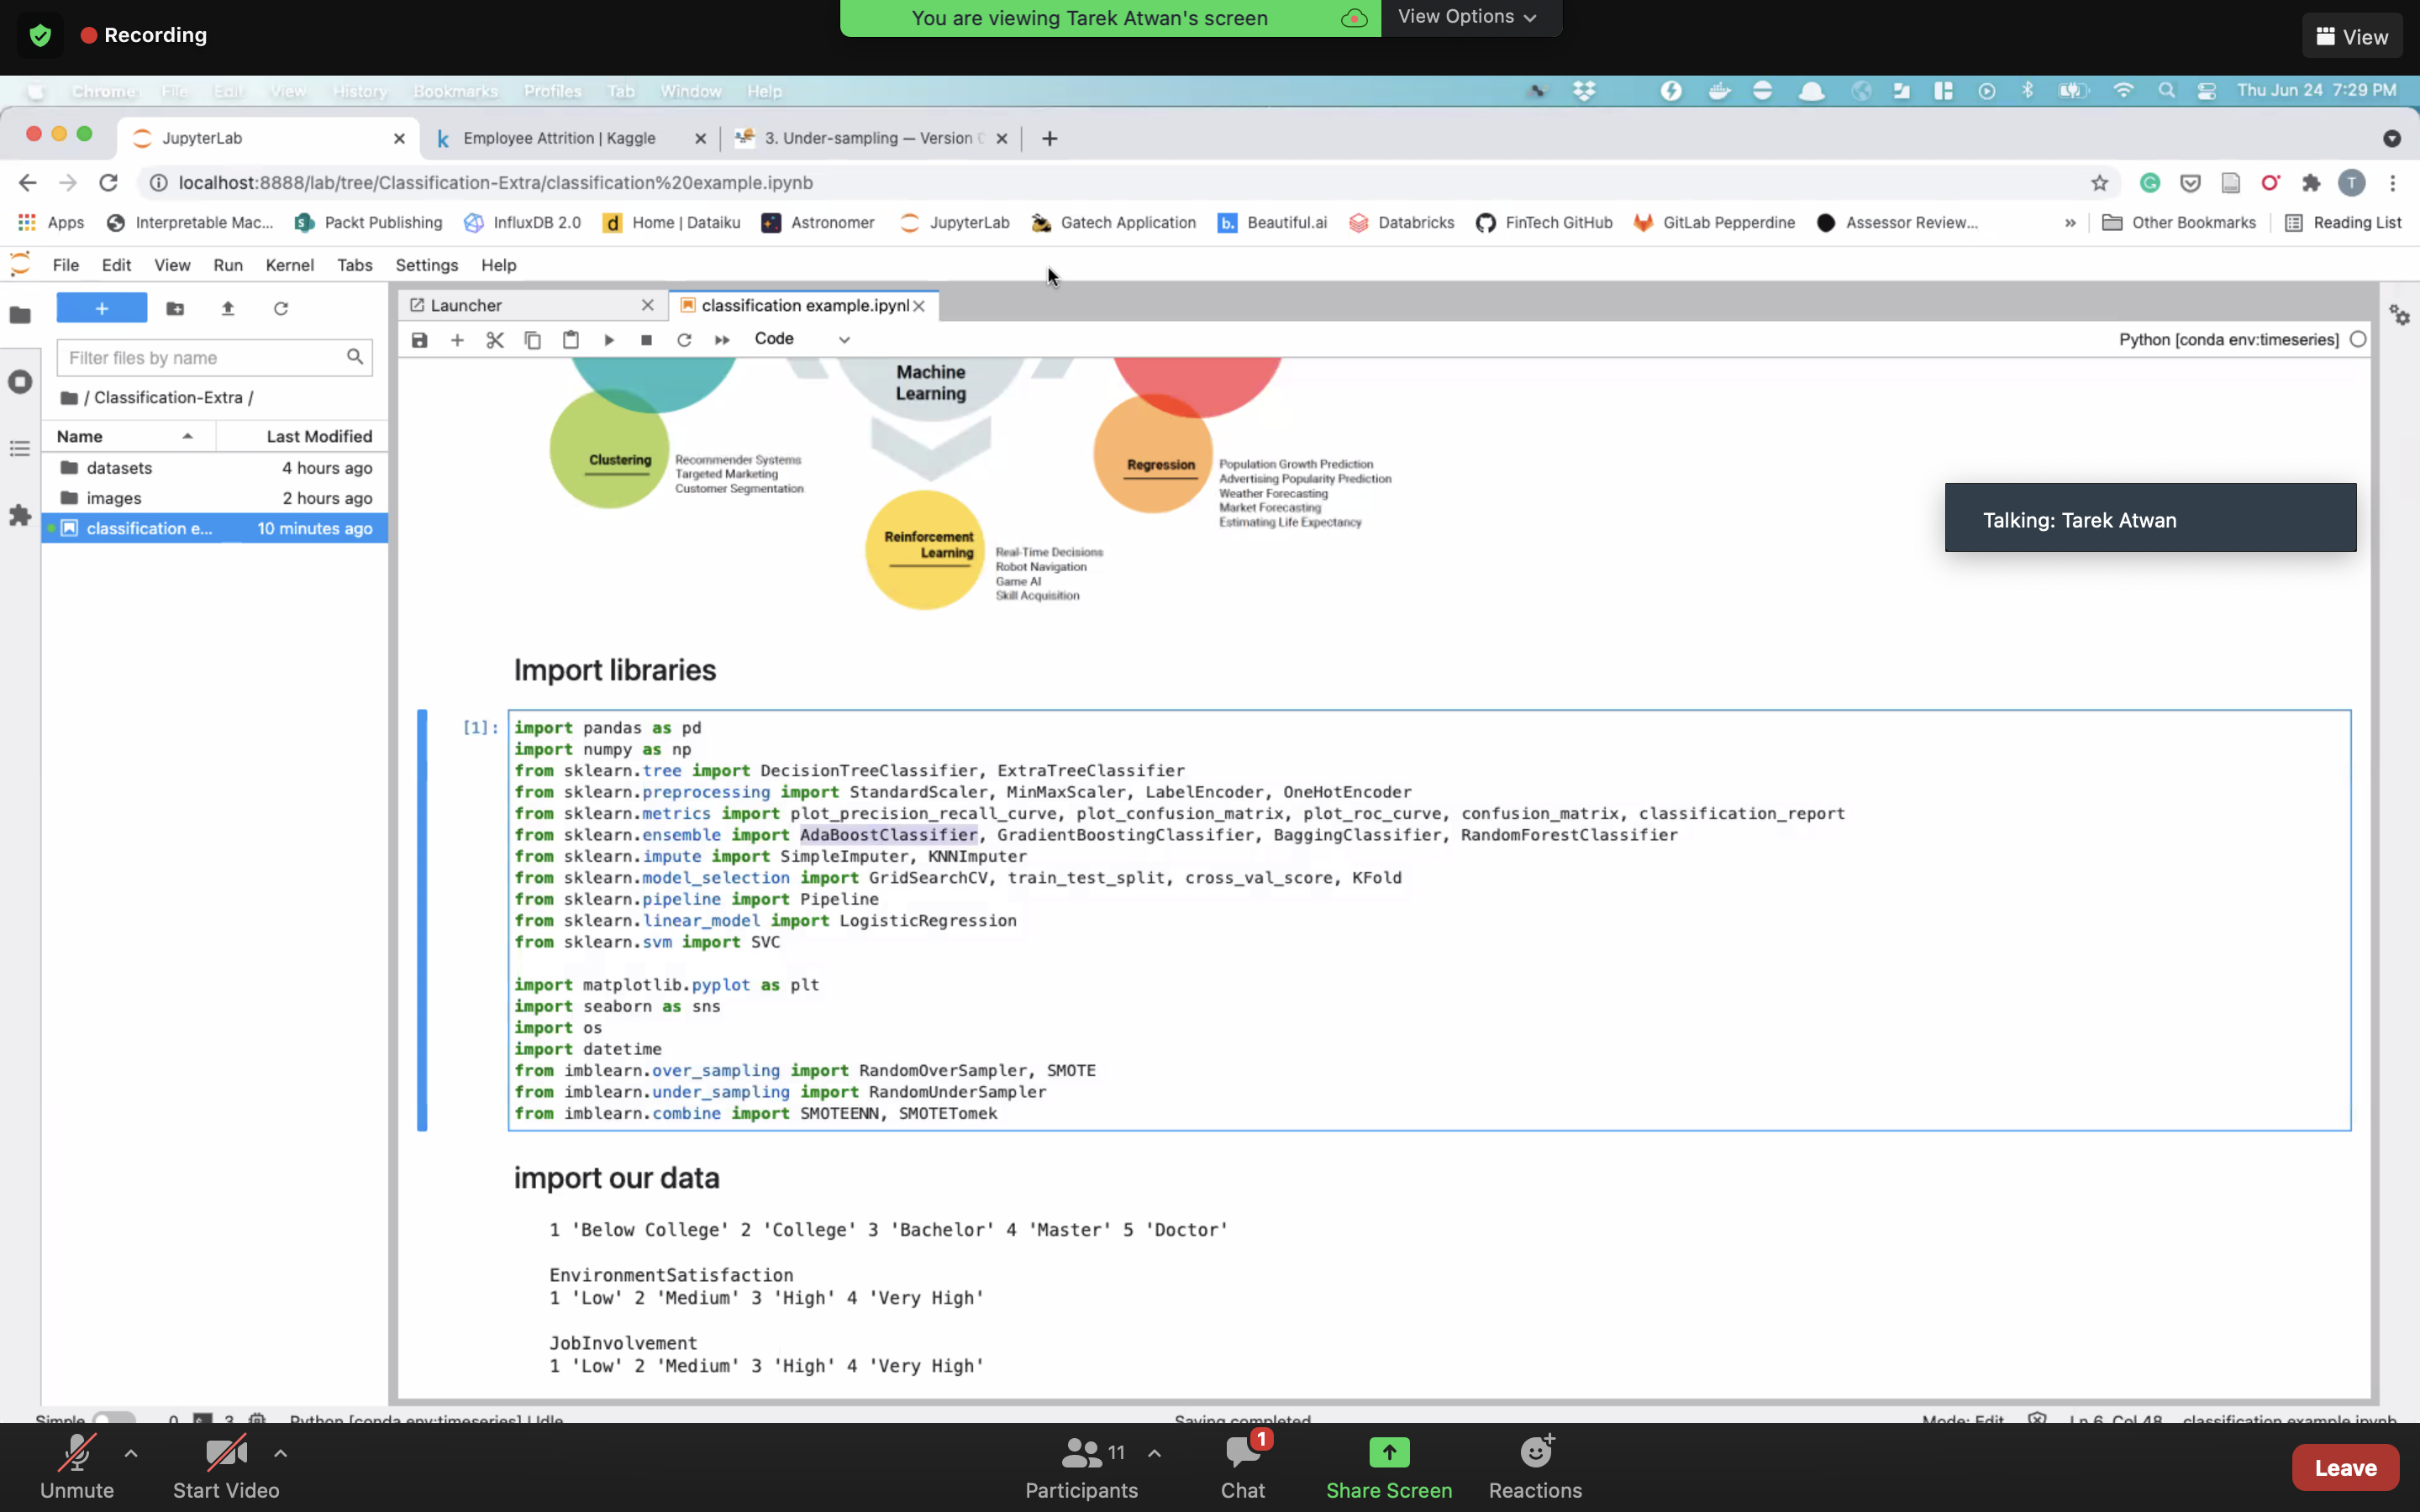 Recording
You are viewing Tarek Atwan's screen
View Options
View
Chrome File Edit View History Bookmarks Profiles Tab Window Help
Thu Jun 24 7:29 PM
JupyterLab
Employee Attrition | Kaggle
3. Under-sampling — Version
localhost:8888/lab/tree/Classification-Extra/classification%20example.ipynb
T
Apps
Interpretable Mac...
Packt Publishing
InfluxDB 2.0
Home | Dataiku
Astronomer
JupyterLab
Gatech Application
Beautiful.ai
Databricks
FinTech GitHub
GitLab Pepperdine
Assessor Review...
»
Other Bookmarks
Reading List
File Edit View Run Kernel Tabs Settings Help
Launcher
classification example.ipynl
Code
Python [conda env:timeseries]
Filter files by name
/ Classification-Extra /
Name Last Modified
datasets 4 hours ago
images 2 hours ago
classification e... 10 minutes ago
Machine
Learning
Clustering
Recommender Systems
Targeted Marketing
Customer Segmentation
Regression
Population Growth Prediction
Advertising Popularity Prediction
Weather Forecasting
Market Forecasting
Estimating Life Expectancy
Reinforcement
Learning
Real-Time Decisions
Robot Navigation
Game AI
Skill Acquisition
Talking: Tarek Atwan
Import libraries
[1]:
import pandas as pd
import numpy as np
from sklearn.tree import DecisionTreeClassifier, ExtraTreeClassifier
from sklearn.preprocessing import StandardScaler, MinMaxScaler, LabelEncoder, OneHotEncoder
from sklearn.metrics import plot_precision_recall_curve, plot_confusion_matrix, plot_roc_curve, confusion_matrix, classification_report
from sklearn.ensemble import AdaBoostClassifier, GradientBoostingClassifier, BaggingClassifier, RandomForestClassifier
from sklearn.impute import SimpleImputer, KNNImputer
from sklearn.model_selection import GridSearchCV, train_test_split, cross_val_score, KFold
from sklearn.pipeline import Pipeline
from sklearn.linear_model import LogisticRegression
from sklearn.svm import SVC
import matplotlib.pyplot as plt
import seaborn as sns
import os
import datetime
from imblearn.over_sampling import RandomOverSampler, SMOTE
from imblearn.under_sampling import RandomUnderSampler
from imblearn.combine import SMOTEENN, SMOTETomek
import our data
1 'Below College' 2 'College' 3 'Bachelor' 4 'Master' 5 'Doctor'
EnvironmentSatisfaction
1 'Low' 2 'Medium' 3 'High' 4 'Very High'
JobInvolvement
1 'Low' 2 'Medium' 3 'High' 4 'Very High'
Simple 0 3 Python [conda env:timeseries] | Idle
Saving completed
Mode: Edit Ln 6, Col 48 classification example.ipynb
Unmute
Start Video
11
Participants
1
Chat
Share Screen
Reactions
Leave